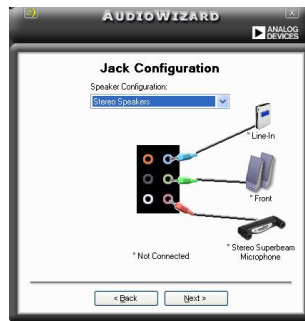 AUDIOWIZARD
ANALOG
DEVICES
Jack Configuration
Speaker Configuration:
Stereo Speakers
* Line-In
* Front
* Not Connected
* Stereo Superbeam
Microphone
< Back
Next >